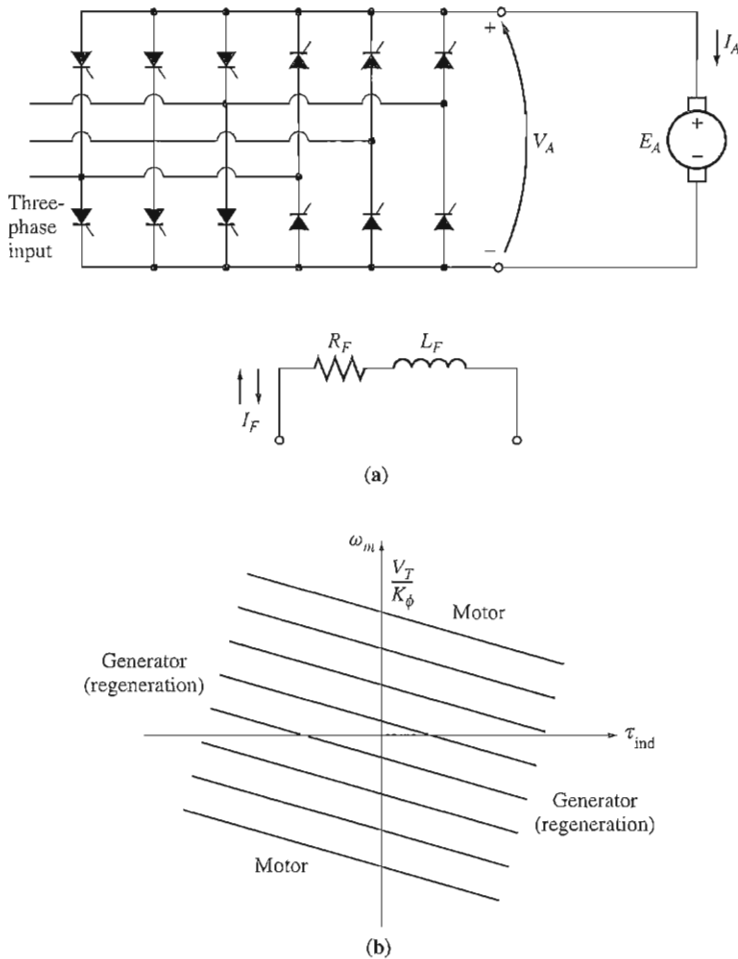 +
I_A
V_A
E_A
+
−
Three-
phase
input
−
R_F
L_F
I_F
(a)
ω_m
V_T
K_ϕ
Motor
Generator
(regeneration)
τ_ind
Generator
(regeneration)
Motor
(b)